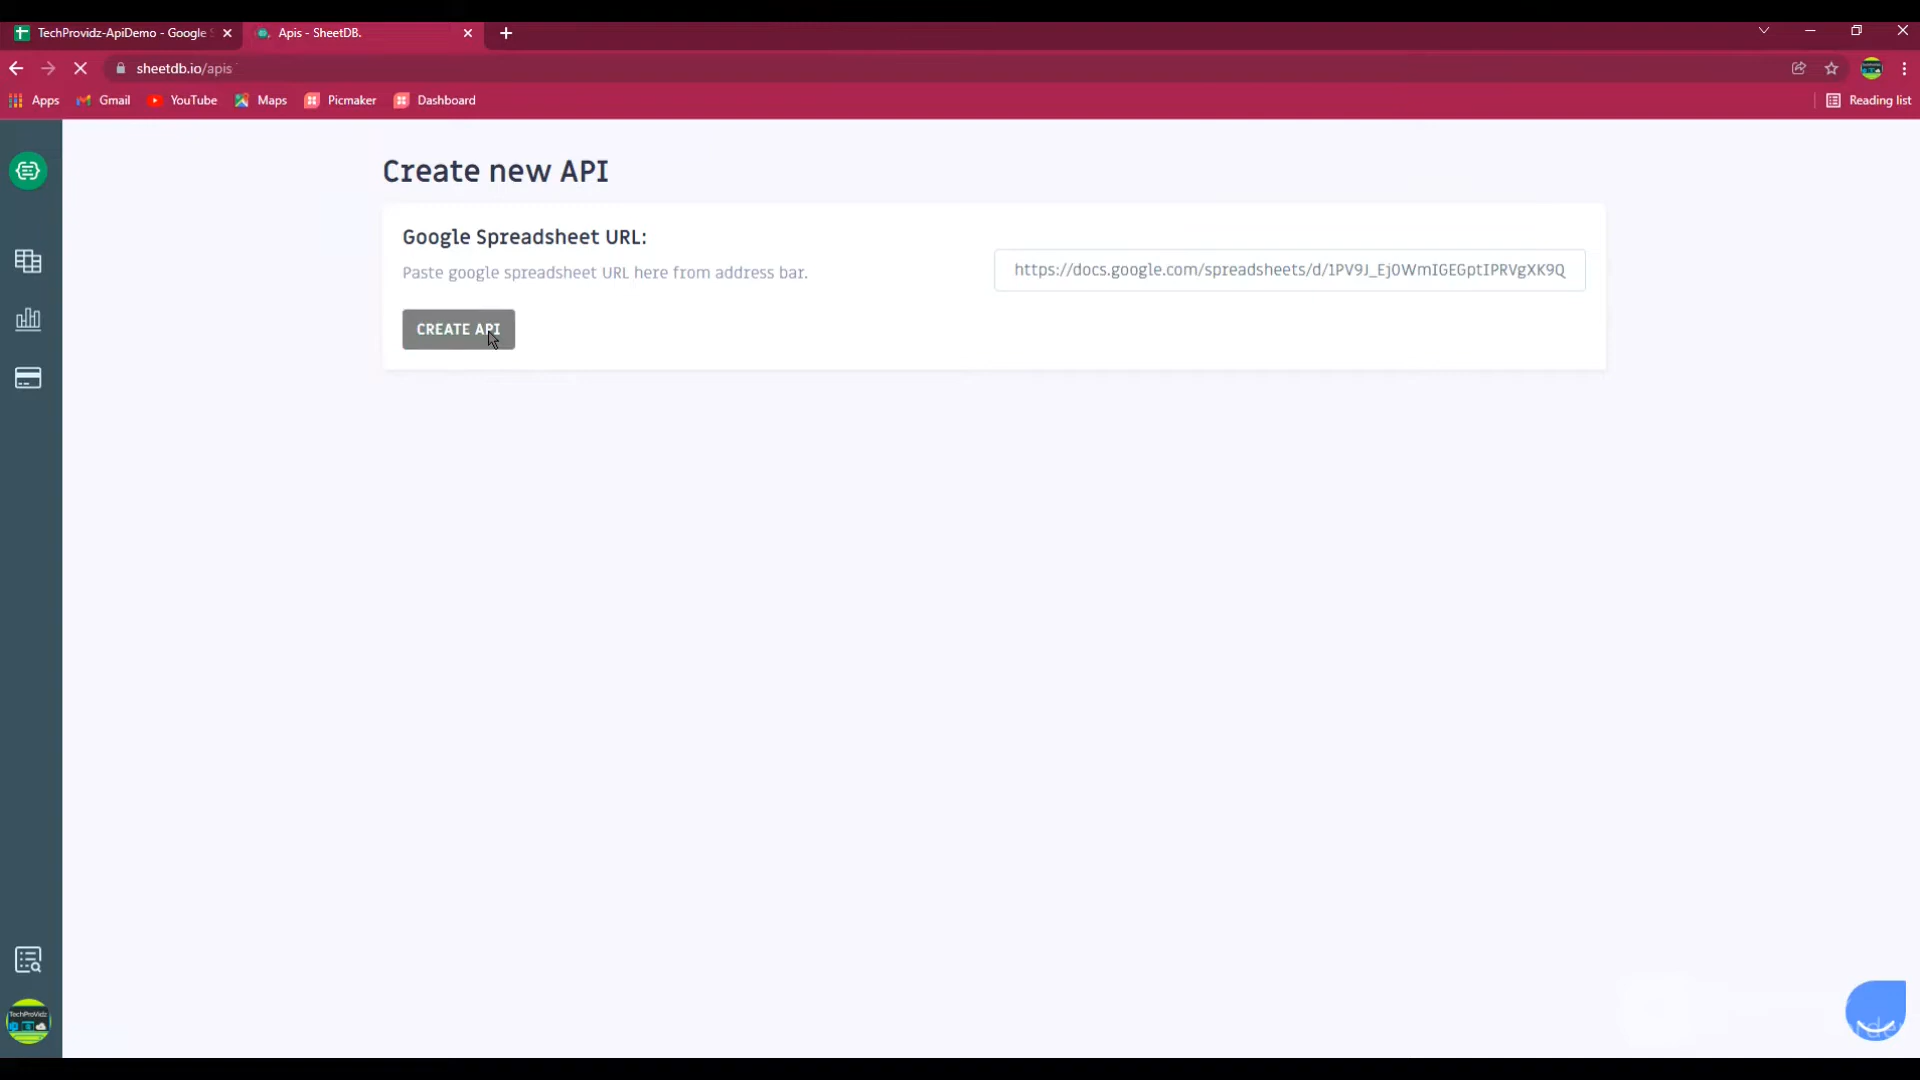 TechProvidz-ApiDemo - Google S
Apis - SheetDB.
sheetdb.io/apis
Apps
Gmail
YouTube
Maps
Picmaker
Dashboard
Reading list
Create new API
Google Spreadsheet URL:
Paste google spreadsheet URL here from address bar.
https://docs.google.com/spreadsheets/d/1PV9J_Ej0WmIGEGptIPRVgXK9Q
CREATE API
TechProVidz